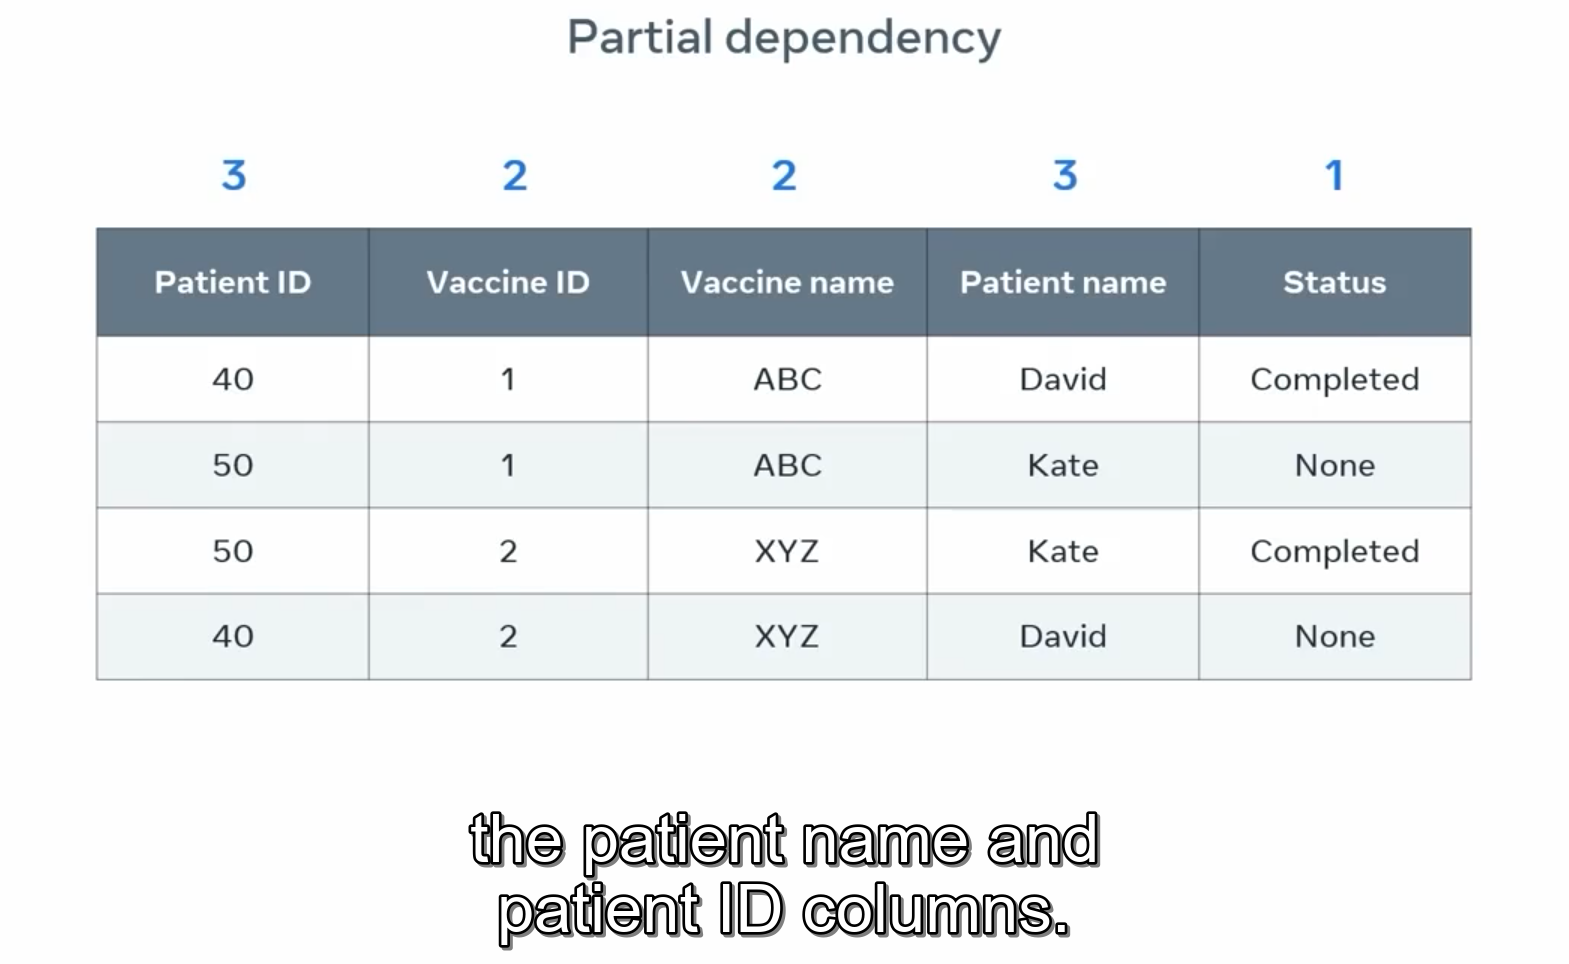 Partial dependency
3 2 2 3 1
Patient ID Vaccine ID Vaccine name Patient name Status
40 1 ABC David Completed
50 1 ABC Kate None
50 2 XYZ Kate Completed
40 2 XYZ David None
the patient name and
patient ID columns.